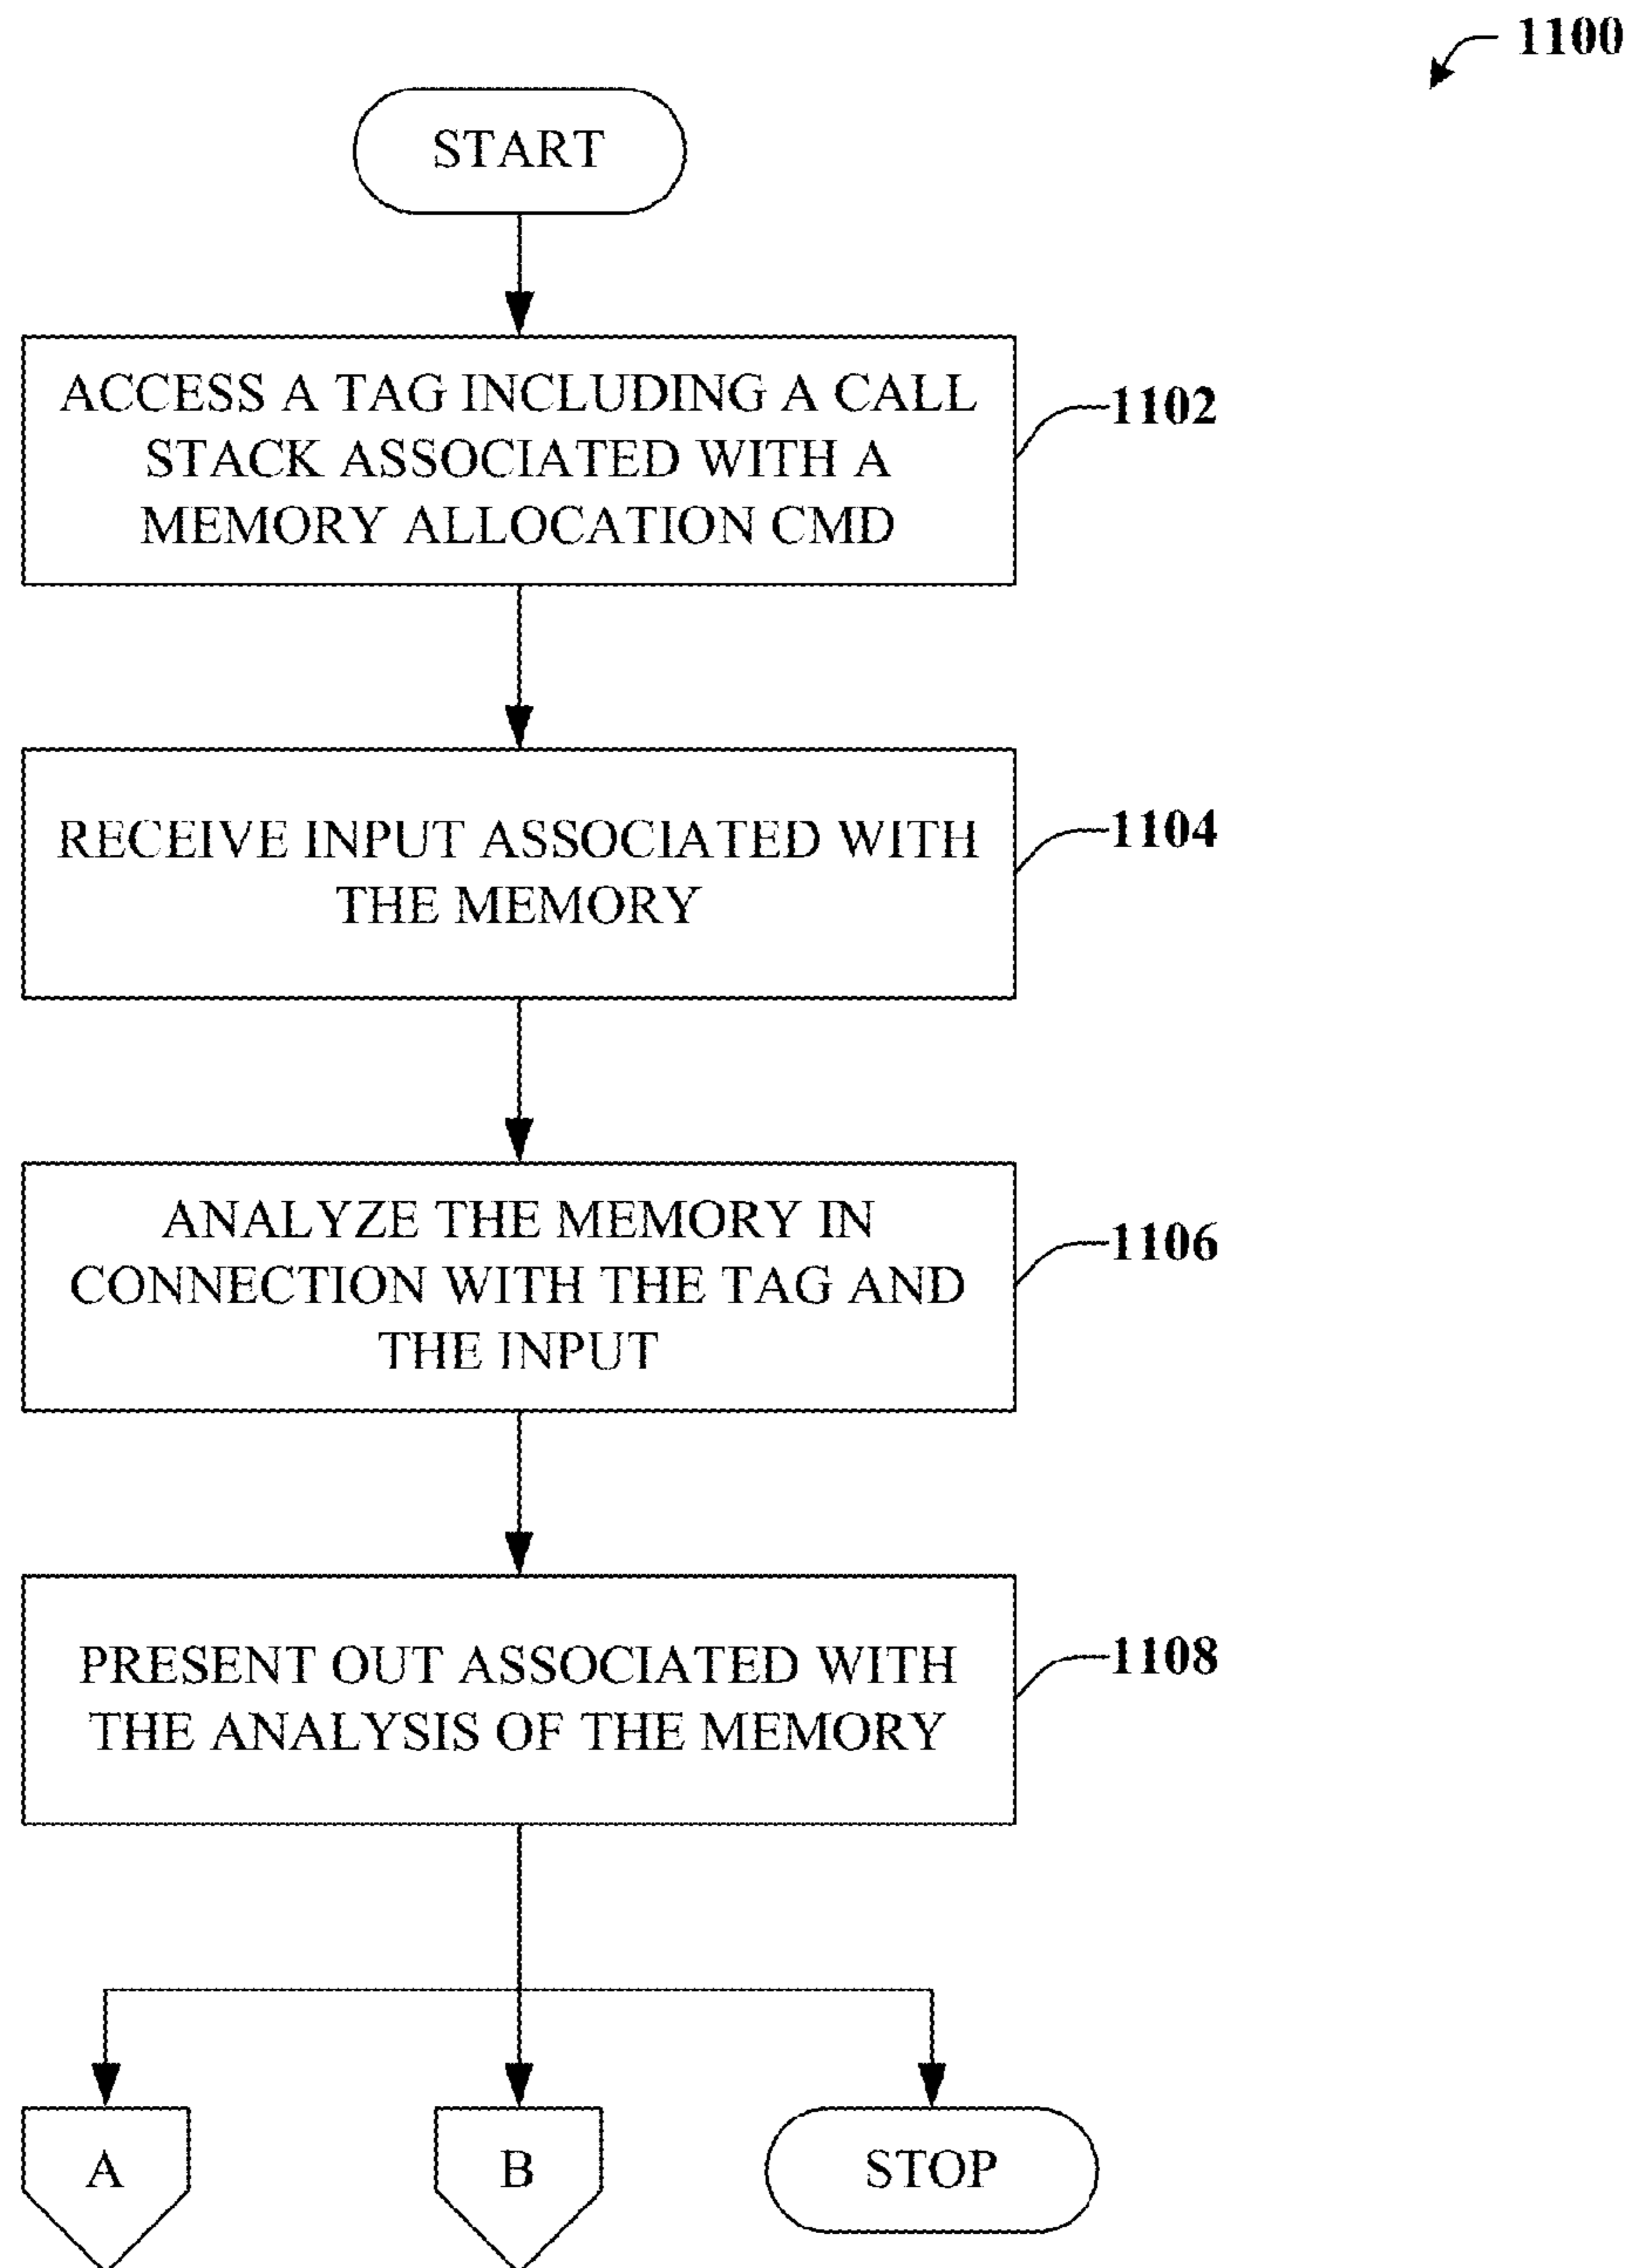 1100
START
ACCESS A TAG INCLUDING A CALL
STACK ASSOCIATED WITH A
MEMORY ALLOCATION CMD
1102
RECEIVE INPUT ASSOCIATED WITH
THE MEMORY
1104
ANALYZE THE MEMORY IN
CONNECTION WITH THE TAG AND
THE INPUT
1106
PRESENT OUT ASSOCIATED WITH
THE ANALYSIS OF THE MEMORY
1108
A
B
STOP